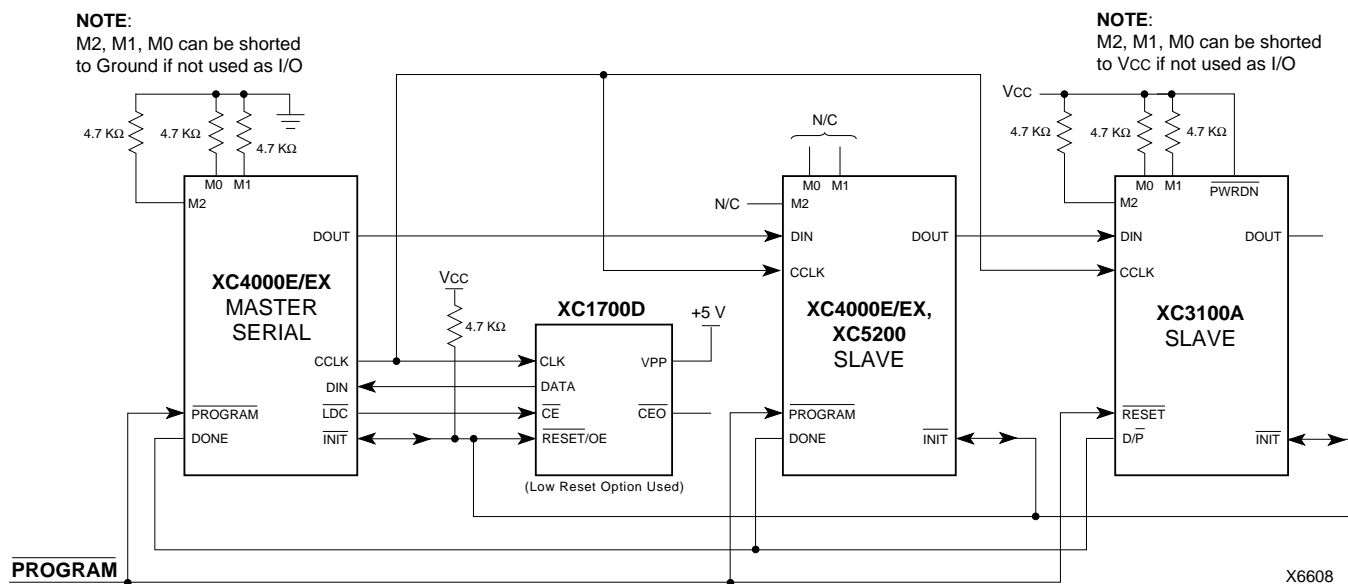 NOTE:
M2, M1, M0 can be shorted
to Ground if not used as I/O
NOTE:
M2, M1, M0 can be shorted
to VCC if not used as I/O
4.7 KΩ
4.7 KΩ
4.7 KΩ
M0
M1
M2
DOUT
XC4000E/EX
MASTER
SERIAL
CCLK
DIN
PROGRAM
LDC
DONE
INIT
VCC
4.7 KΩ
XC1700D
+5 V
CLK
VPP
DATA
CE
CEO
RESET/OE
(Low Reset Option Used)
N/C
N/C
M0
M1
M2
DIN
DOUT
CCLK
XC4000E/EX,
XC5200
SLAVE
PROGRAM
DONE
INIT
VCC
4.7 KΩ
4.7 KΩ
4.7 KΩ
M0
M1
PWRDN
M2
DIN
DOUT
CCLK
XC3100A
SLAVE
RESET
D/P
INIT
PROGRAM
X6608